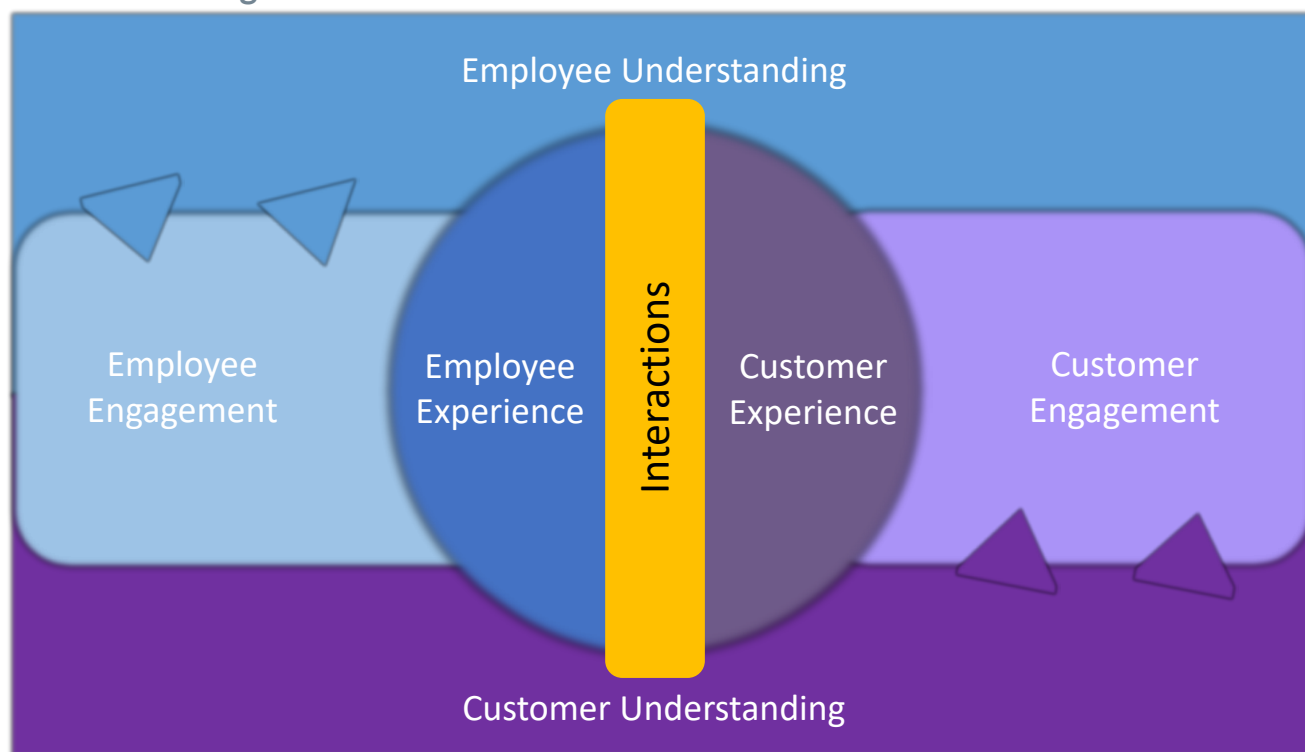 Employee Understanding
Employee
Engagement
Employee
Experience
Interactions
Customer
Experience
Customer
Engagement
Customer Understanding